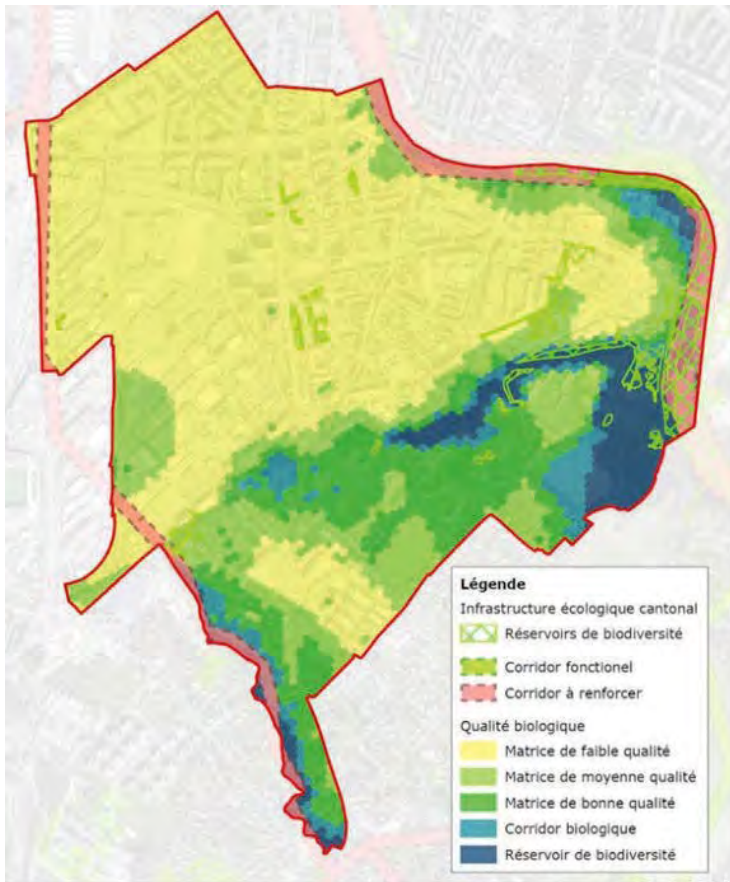 Légende
Infrastructure écologique cantonal
Réservoirs de biodiversité
Corridor fonctionel
Corridor à renforcer
Qualité biologique
Matrice de faible qualité
Matrice de moyenne qualité
Matrice de bonne qualité
Corridor biologique
Réservoir de biodiversité